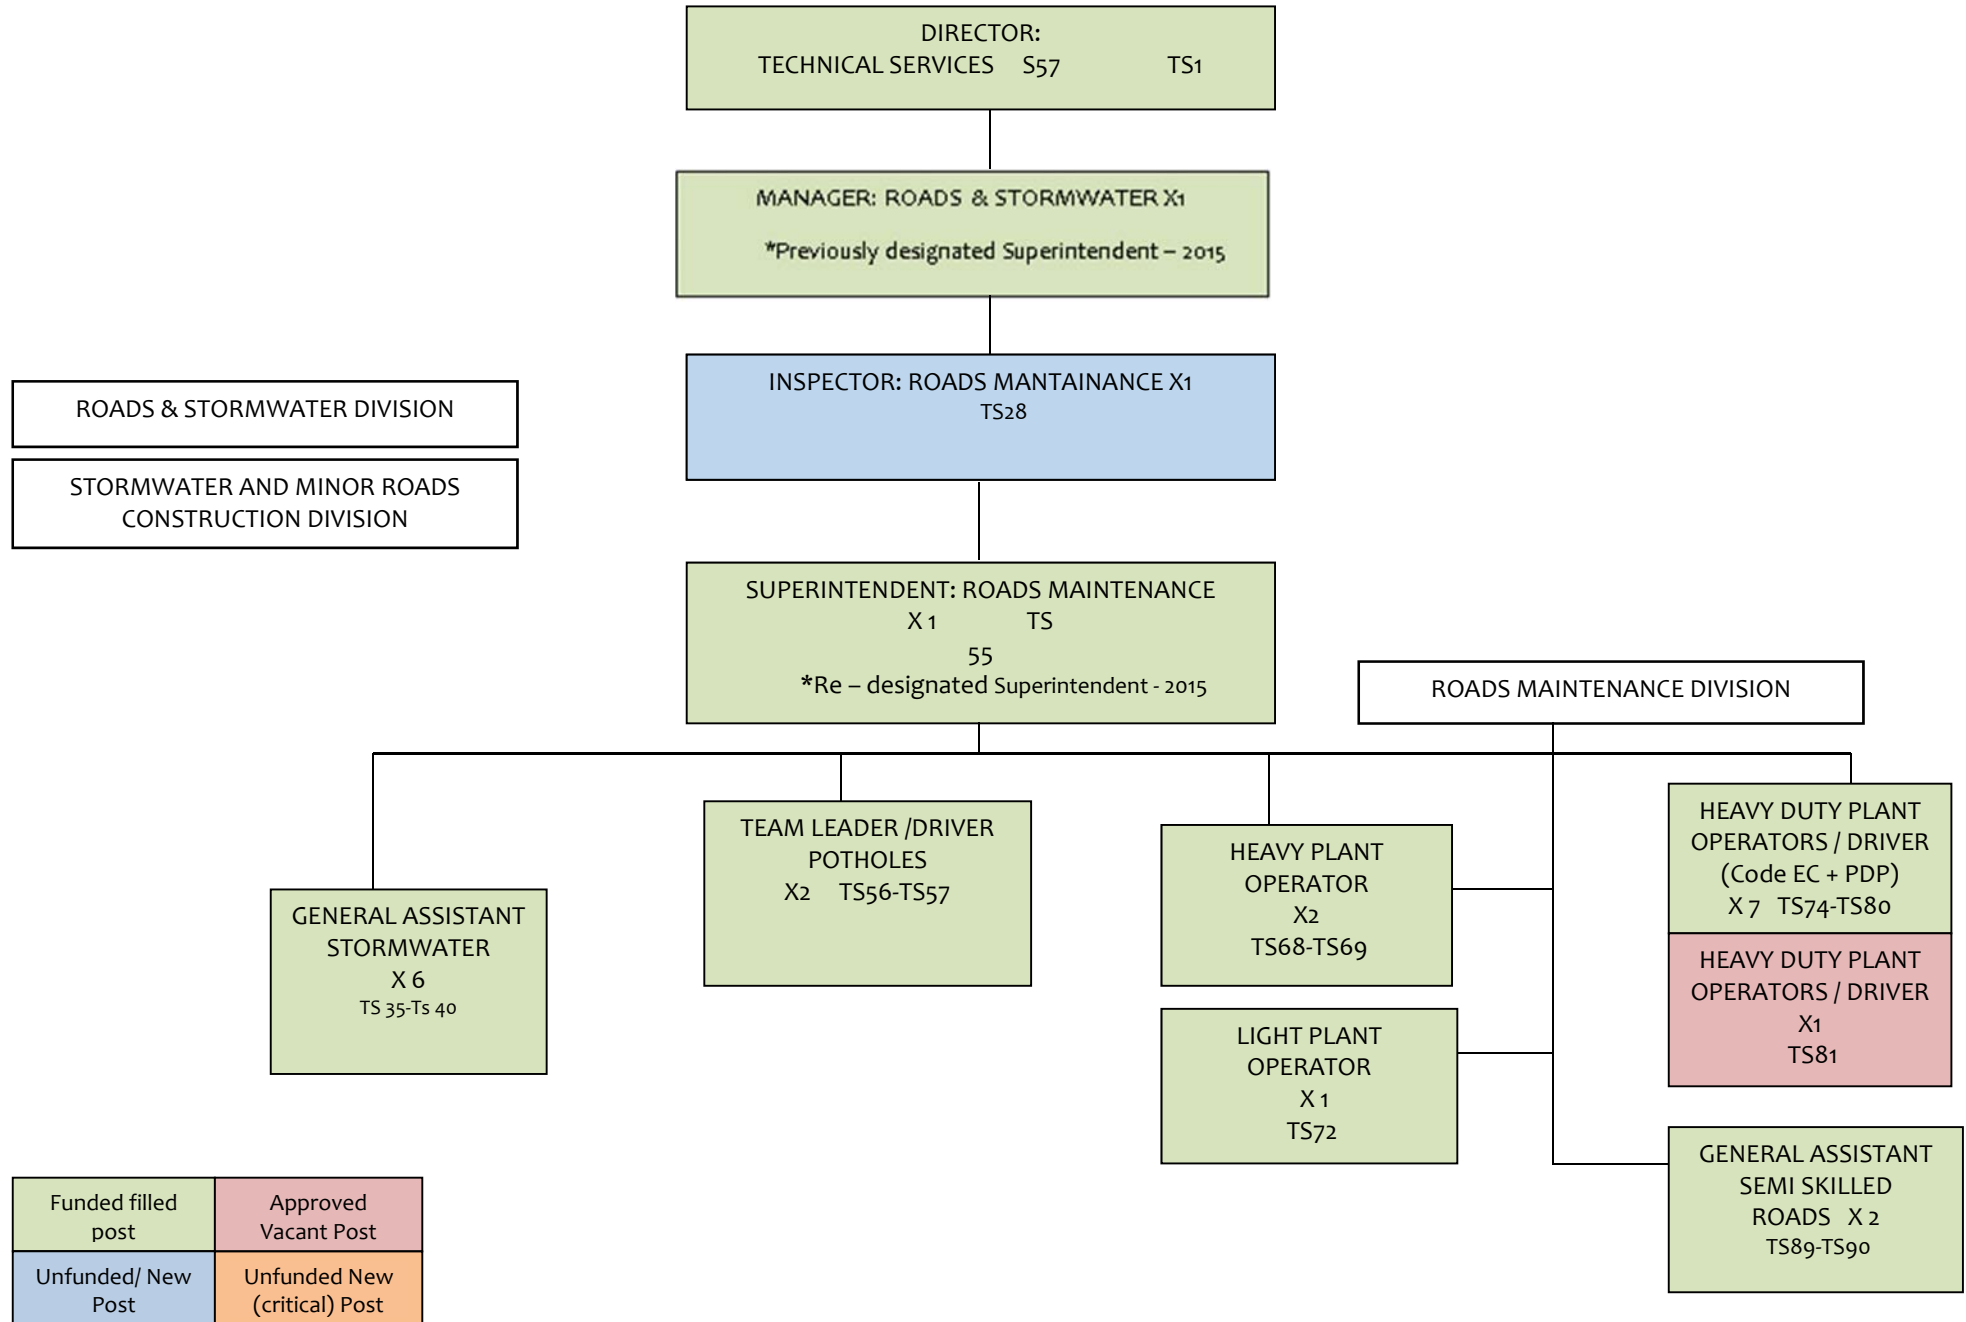 DIRECTOR:
TECHNICAL SERVICES S57 TS1
MANAGER: ROADS & STORMWATER X1
*Previously designated Superintendent – 2015
INSPECTOR: ROADS MANTAINANCE X1
TS28
ROADS & STORMWATER DIVISION
STORMWATER AND MINOR ROADS
CONSTRUCTION DIVISION
SUPERINTENDENT: ROADS MAINTENANCE
X 1 TS
55
*Re – designated Superintendent - 2015
ROADS MAINTENANCE DIVISION
GENERAL ASSISTANT
STORMWATER
X 6
TS 35-Ts 40
TEAM LEADER /DRIVER
POTHOLES
X2 TS56-TS57
HEAVY PLANT
OPERATOR
X2
TS68-TS69
LIGHT PLANT
OPERATOR
X 1
TS72
HEAVY DUTY PLANT
OPERATORS / DRIVER
(Code EC + PDP)
X 7 TS74-TS80
HEAVY DUTY PLANT
OPERATORS / DRIVER
X1
TS81
GENERAL ASSISTANT
SEMI SKILLED
ROADS X 2
TS89-TS90
Funded filled
post
Approved
Vacant Post
Unfunded/ New
Post
Unfunded New
(critical) Post